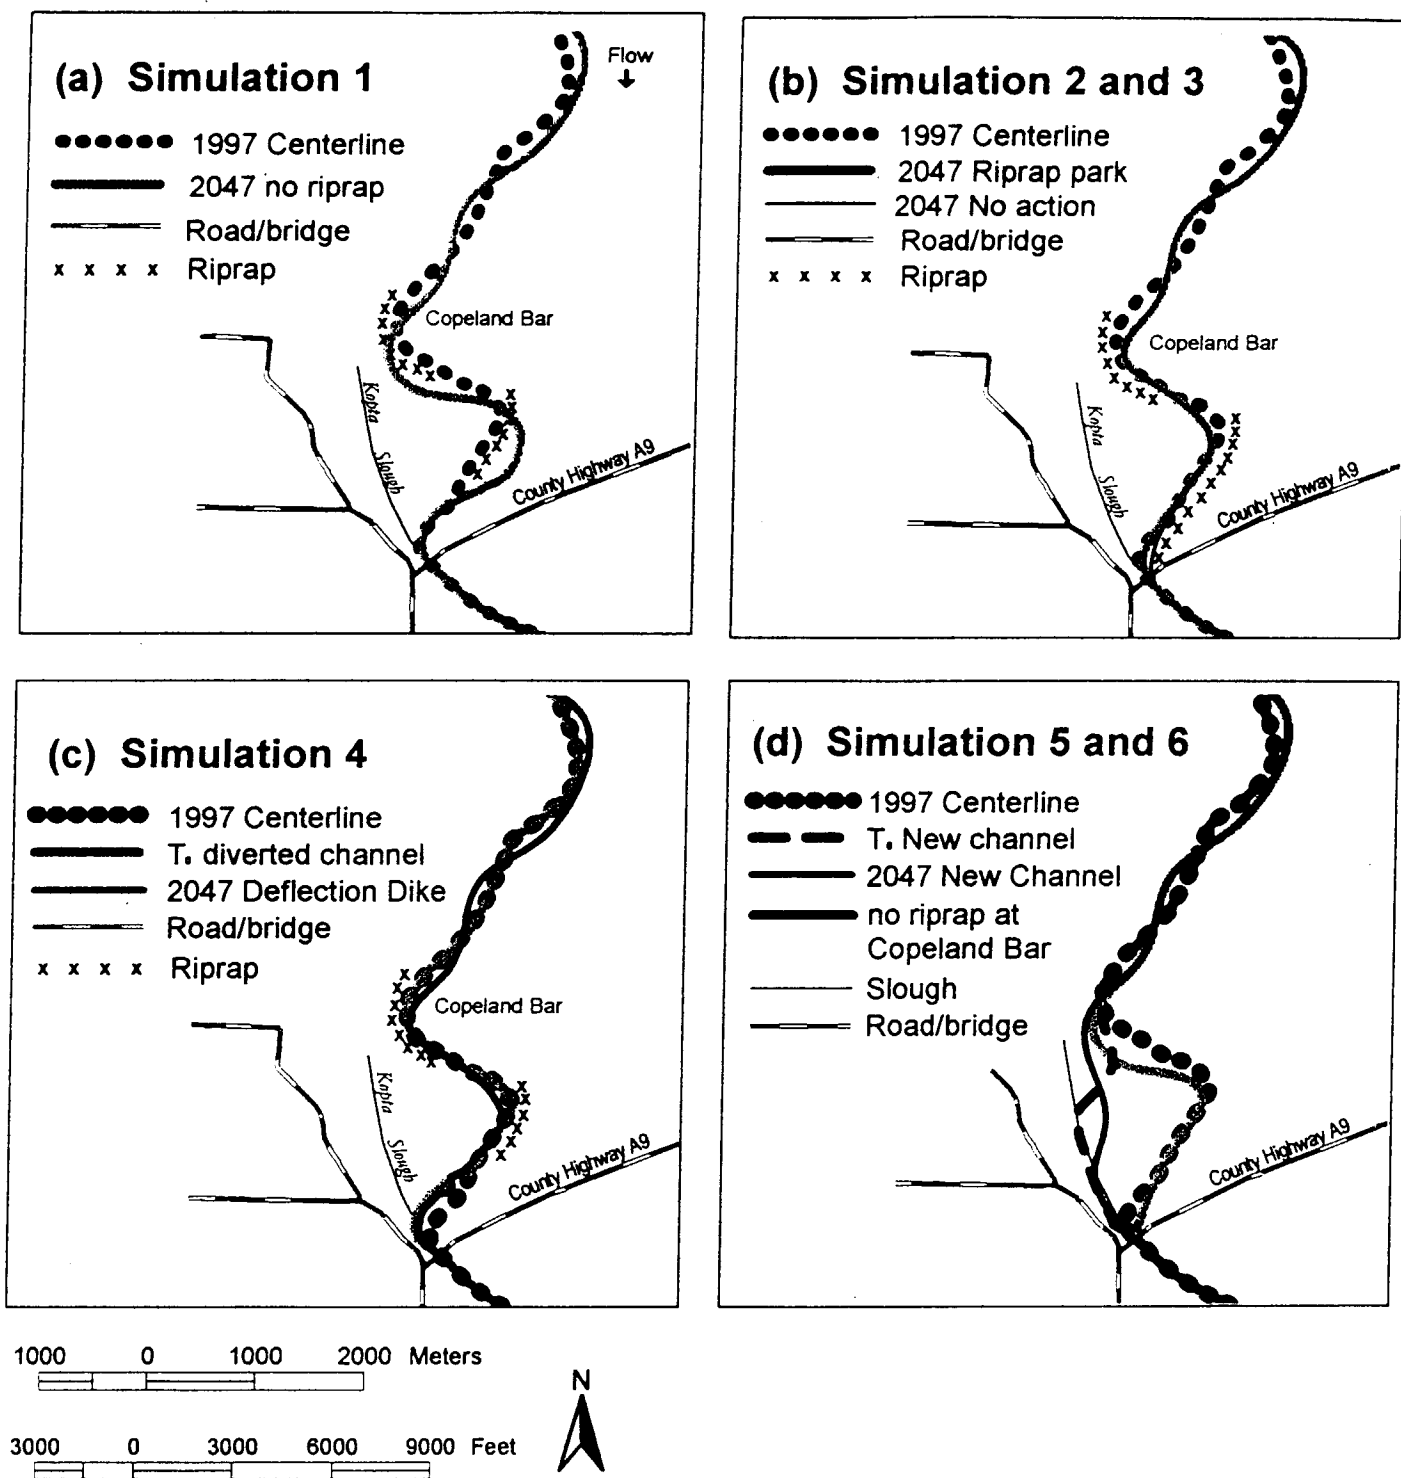 (a) Simulation 1
Flow
1997 Centerline
2047 no riprap
Road/bridge
x x x x Riprap
Copeland Bar
Kopta
Slough
County Highway A9
(b) Simulation 2 and 3
1997 Centerline
2047 Riprap park
2047 No action
Road/bridge
x x x x Riprap
Copeland Bar
Kopta
Slough
County Highway A9
(c) Simulation 4
1997 Centerline
T. diverted channel
2047 Deflection Dike
Road/bridge
x x x x Riprap
Copeland Bar
Kopta
Slough
County Highway A9
(d) Simulation 5 and 6
1997 Centerline
T. New channel
2047 New Channel
no riprap at
Copeland Bar
Slough
Road/bridge
County Highway A9
1000 0 1000 2000 Meters
N
3000 0 3000 6000 9000 Feet